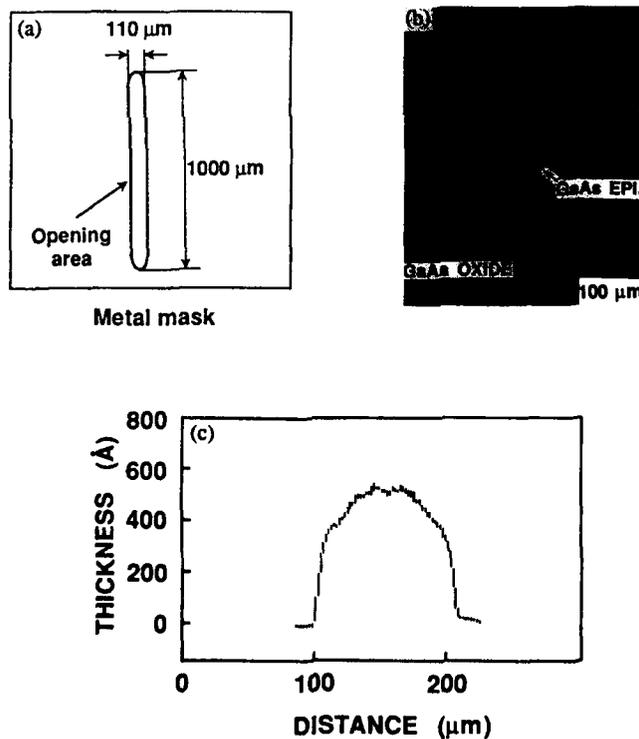 (a)
110 µm
1000 µm
Opening
area
Metal mask
(b)
GaAs EPI.
GaAs OXIDE
100 µm
(c)
800
600
400
200
0
THICKNESS (Å)
0 100 200
DISTANCE (µm)